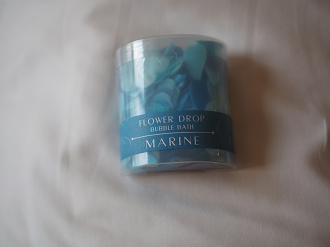 FLOWER DROP
BUBBLE BATH
MARINE